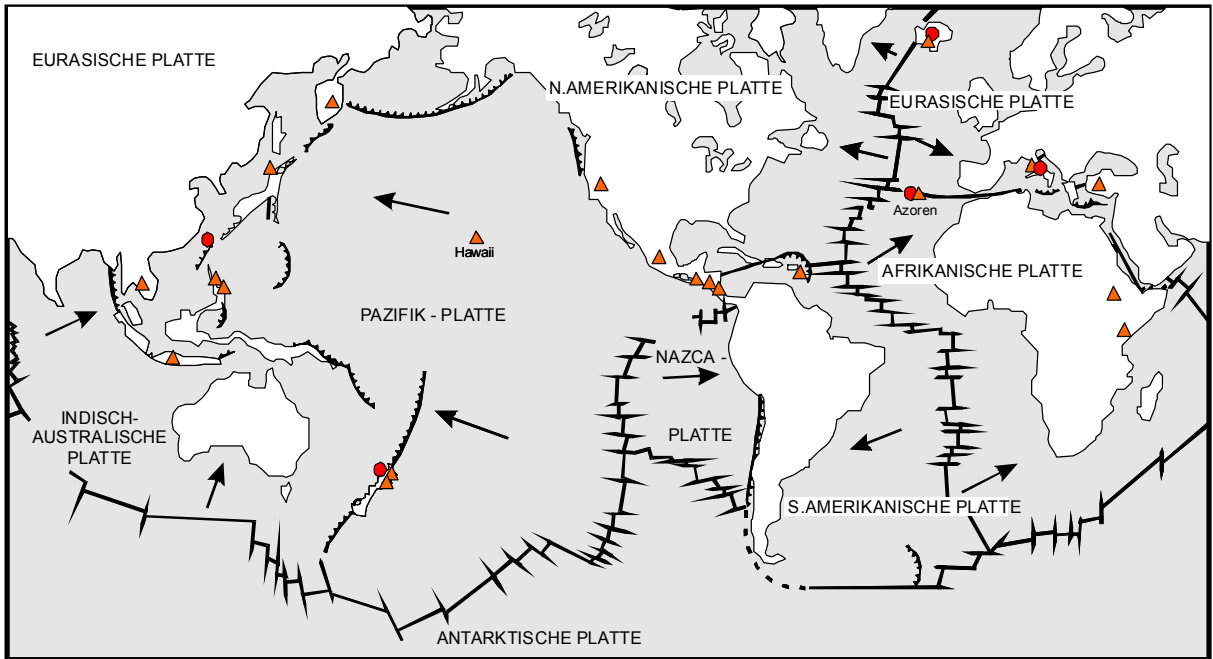 EURASISCHE PLATTE
N.AMERIKANISCHE PLATTE
EURASISCHE PLATTE
Azoren
Hawaii
AFRIKANISCHE PLATTE
PAZIFIK - PLATTE
NAZCA -
PLATTE
INDISCH-
AUSTRALISCHE
PLATTE
S.AMERIKANISCHE PLATTE
ANTARKTISCHE PLATTE